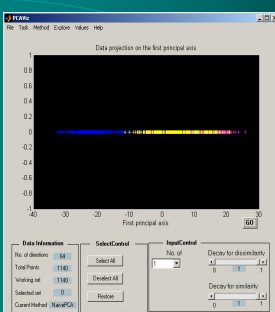 PCAViz
File Task Method Explore Values Help
Data projection on the first principal axis
1
0.8
0.6
0.4
0.2
0
-0.2
-0.4
-0.6
-0.8
-1
-40 -30 -20 -10 0 10 20 30
First principal axis
GO
Data Information
No. of directions 64
Total Points 1140
Working set 1140
Selected set 0
Current Method NaivePCA
SelectControl
Select All
Deselect All
Restore
InputControl
No. of
1
Decay for dissimilarity
0 1 1
Decay for similarity
0 1 1